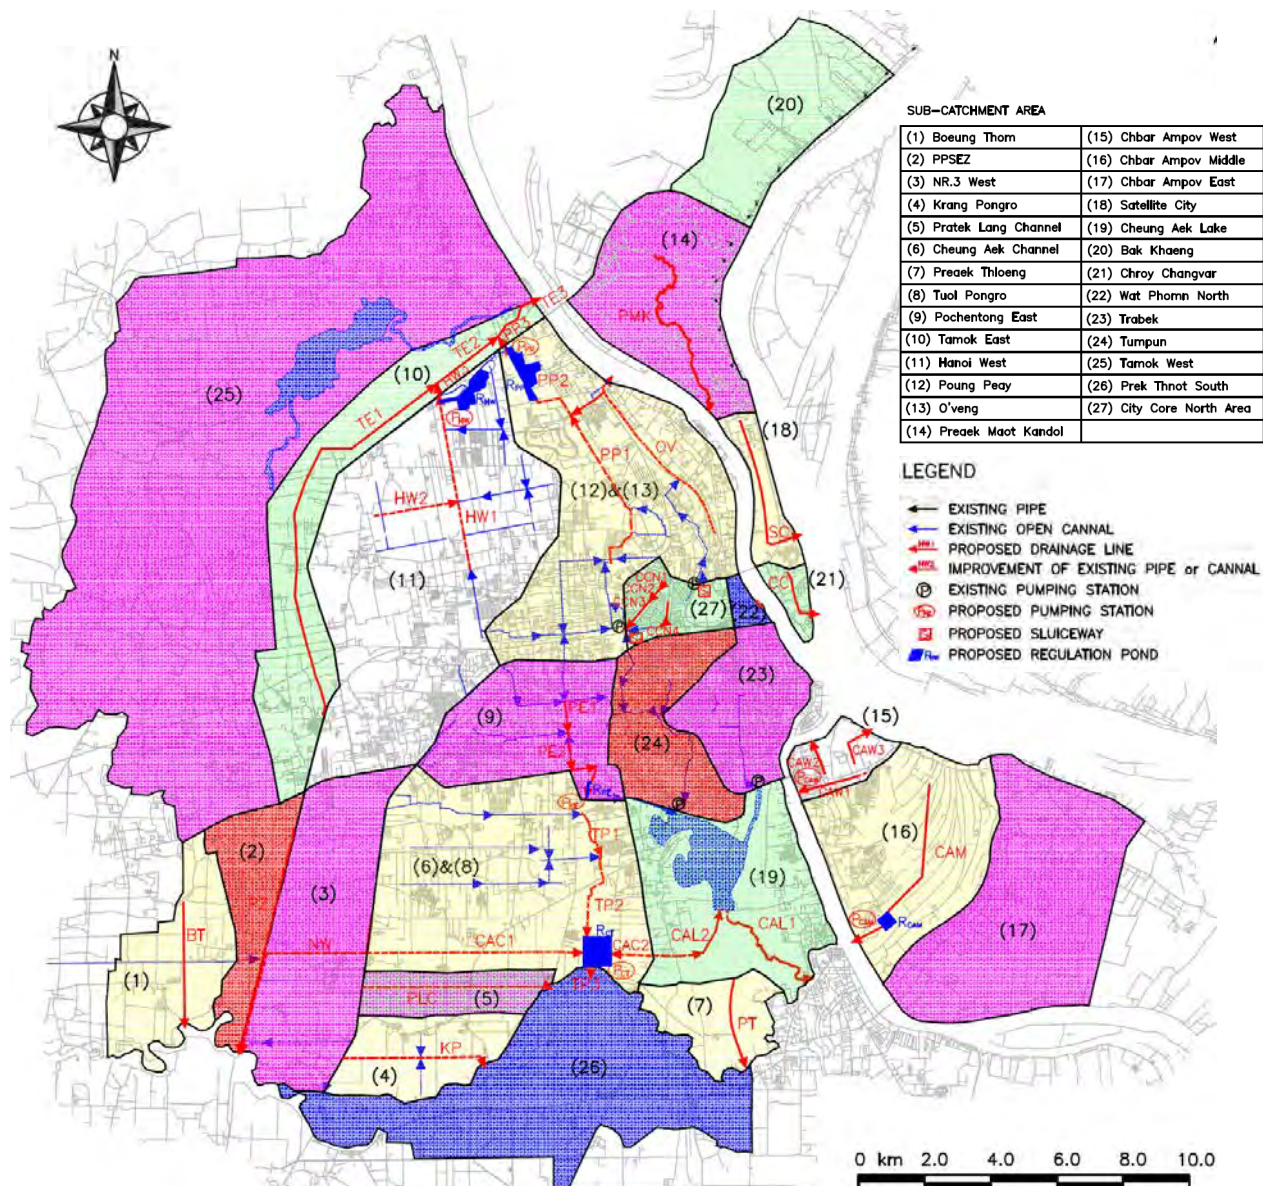 N
SUB-CATCHMENT AREA
(1) Boeung Thom
(15) Chbar Ampov West
(2) PPSEZ
(16) Chbar Ampov Middle
(3) NR.3 West
(17) Chbar Ampov East
(4) Krang Pongro
(18) Satellite City
(5) Pratek Lang Channel
(19) Cheung Aek Lake
(6) Cheung Aek Channel
(20) Bak Khaeng
(7) Preaek Thloeng
(21) Chroy Changvar
(8) Tuol Pongro
(22) Wat Phomn North
(9) Pochentong East
(23) Trabek
(10) Tamok East
(24) Tumpun
(11) Hanoi West
(25) Tamok West
(12) Poung Peay
(26) Prek Thnot South
(13) O'veng
(27) City Core North Area
(14) Preaek Maot Kandol
LEGEND
EXISTING PIPE
EXISTING OPEN CANNAL
PROPOSED DRAINAGE LINE
IMPROVEMENT OF EXISTING PIPE or CANNAL
P EXISTING PUMPING STATION
PROPOSED PUMPING STATION
PROPOSED SLUICEWAY
PROPOSED REGULATION POND
(20)
(14)
PMK
TE3
PP3
TE2
(10)
(25)
TE1
PP2
(18)
OV
PP1
(12)&(13)
HW2
HW1
SC
(11)
CCN1
CCN2
CCN3
(21)
CC
(27)
(22)
P
P
(23)
(9)
PE1
(24)
PE2
(15)
CAW3
CAW2
CAW1
P
P
TP1
(16)
CAM
(2)
(6)&(8)
(19)
(3)
TP2
CAL1
CAL2
BT
NW
CAC1
CAC2
RCAM
(17)
(1)
PLC
(5)
(7)
PT
KP
(4)
(26)
0 km 2.0 4.0 6.0 8.0 10.0